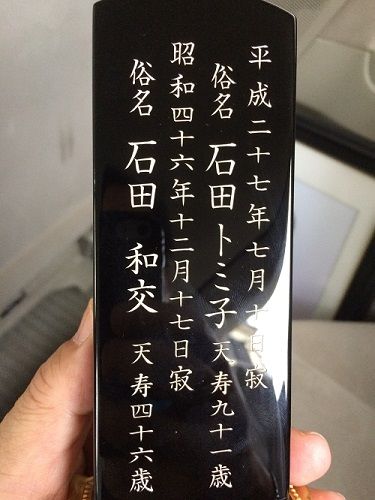 平成二十七年七月十日寂
俗名 石田 トミ子 天寿九十一歳
昭和四十六年十二月十七日寂
俗名 石田 和交 天寿四十六歳